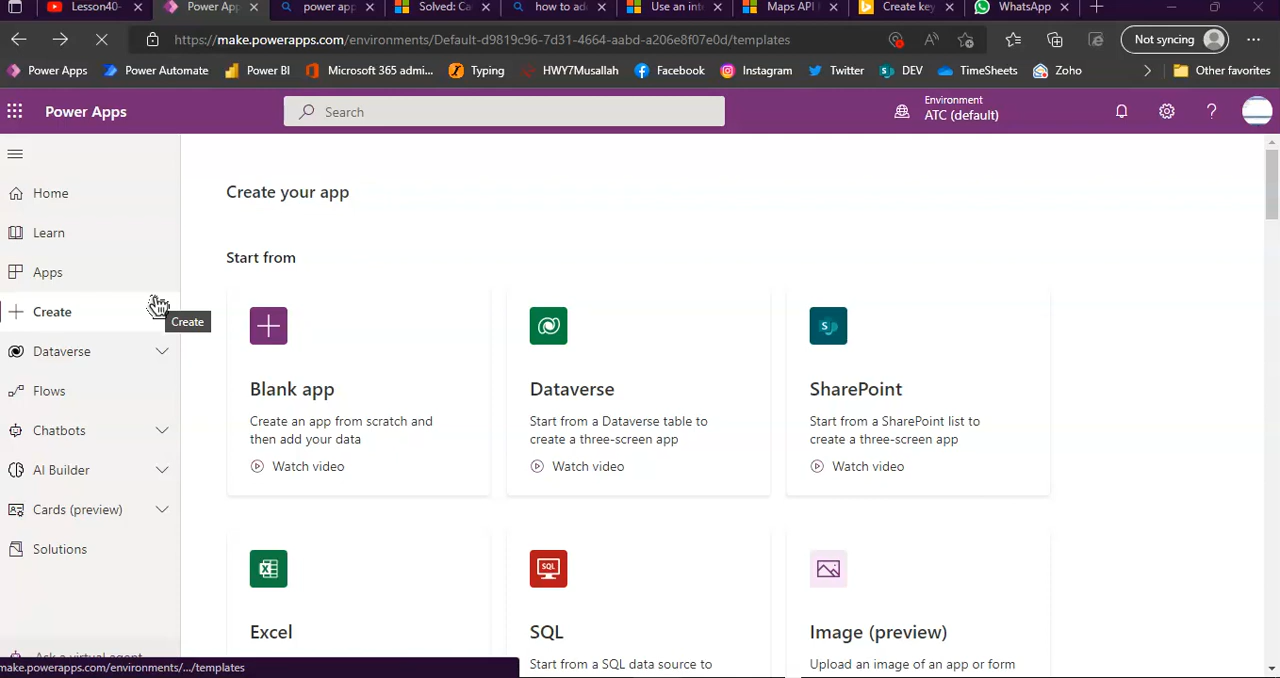 Lesson40-
Power App
power app
Solved: Ca
how to ad
Use an int
Maps API
Create key
WhatsApp
https://make.powerapps.com/environments/Default-d9819c96-7d31-4664-aabd-a206e8f07e0d/templates
Not syncing
Power Apps
Power Automate
Power BI
Microsoft 365 admi...
Typing
HWY7Musallah
Facebook
Instagram
Twitter
DEV
TimeSheets
Zoho
Other favorites
Power Apps
Search
Environment
ATC (default)
Home
Learn
Apps
Create
Create
Dataverse
Flows
Chatbots
AI Builder
Cards (preview)
Solutions
Ask a virtual agent
Create your app
Start from
Blank app
Create an app from scratch and
then add your data
Watch video
Dataverse
Start from a Dataverse table to
create a three-screen app
Watch video
SharePoint
Start from a SharePoint list to
create a three-screen app
Watch video
Excel
SQL
SQL
Start from a SQL data source to
Image (preview)
Upload an image of an app or form
make.powerapps.com/environments/.../templates